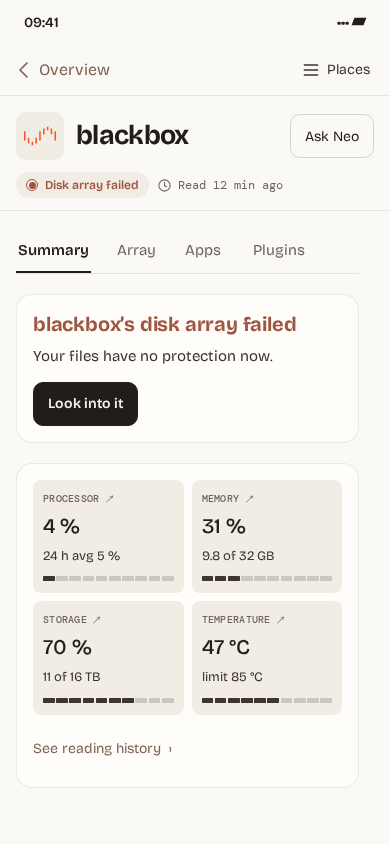 09:41
Overview
Places
blackbox
Ask Neo
Disk array failed
Read 12 min ago
Summary
Array
Apps
Plugins
blackbox's disk array failed
Your files have no protection now.
Look into it
PROCESSOR ↗
4 %
24 h avg 5 %
MEMORY ↗
31 %
9.8 of 32 GB
STORAGE ↗
70 %
11 of 16 TB
TEMPERATURE ↗
47 °C
limit 85 °C
See reading history ›